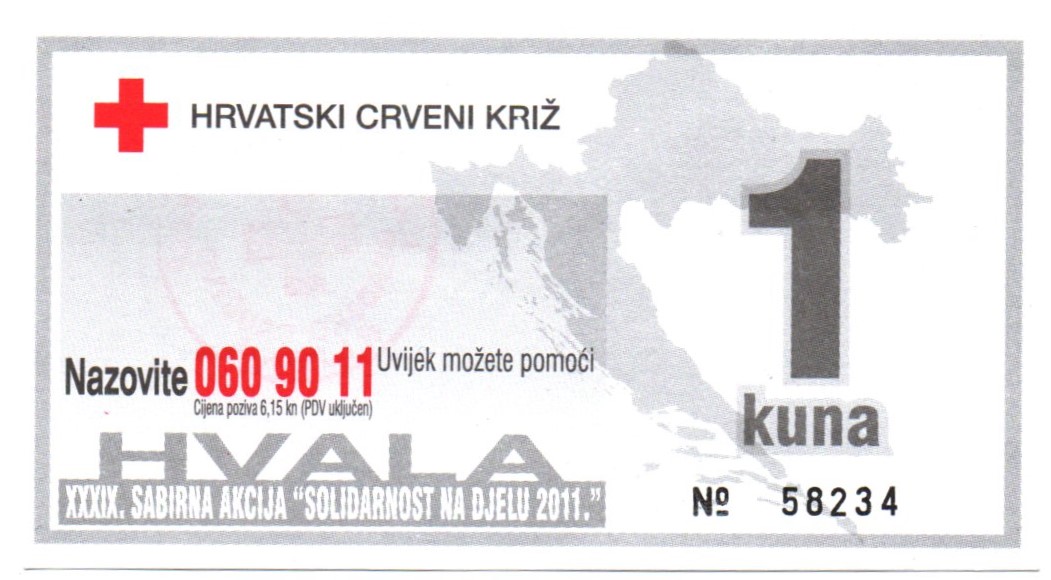 HRVATSKI CRVENI KRIŽ
1
kuna
Nazovite 060 90 11 Uvijek možete pomoći
Cijena poziva 6,15 kn (PDV uključen)
HVALA
XXXIX. SABIRNA AKCIJA “SOLIDARNOST NA DJELU 2011.”
Nº 58234